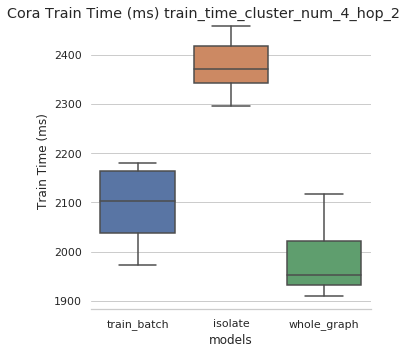 Cora Train Time (ms) train_time_cluster_num_4_hop_2
2400
2300
2200
2100
2000
1900
Train Time (ms)
train_batch isolate whole_graph
models